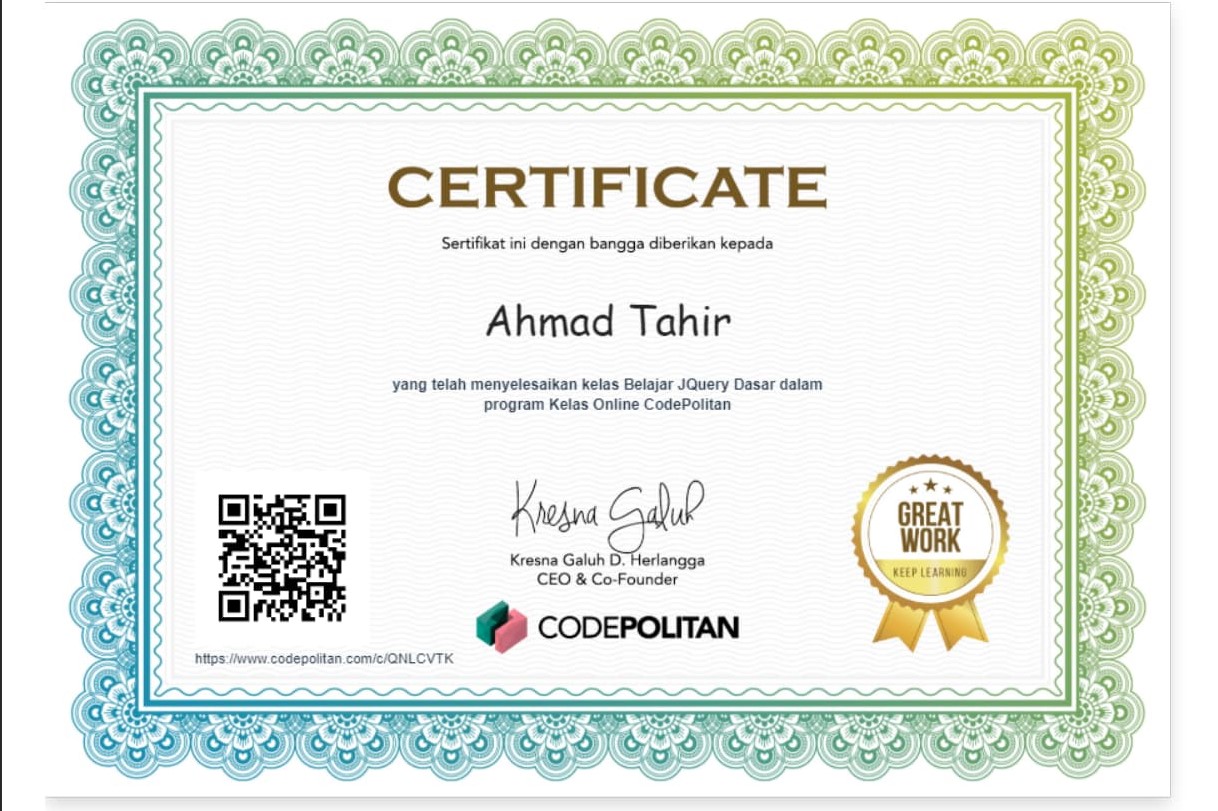 CERTIFICATE
Sertifikat ini dengan bangga diberikan kepada
Ahmad Tahir
yang telah menyelesaikan kelas Belajar JQuery Dasar dalam
program Kelas Online CodePolitan
Kresna Galuh
Kresna Galuh D. Herlangga
CEO & Co-Founder
CODEPOLITAN
https://www.codepolitan.com/c/QNLCVTK
GREAT
WORK
KEEP LEARNING